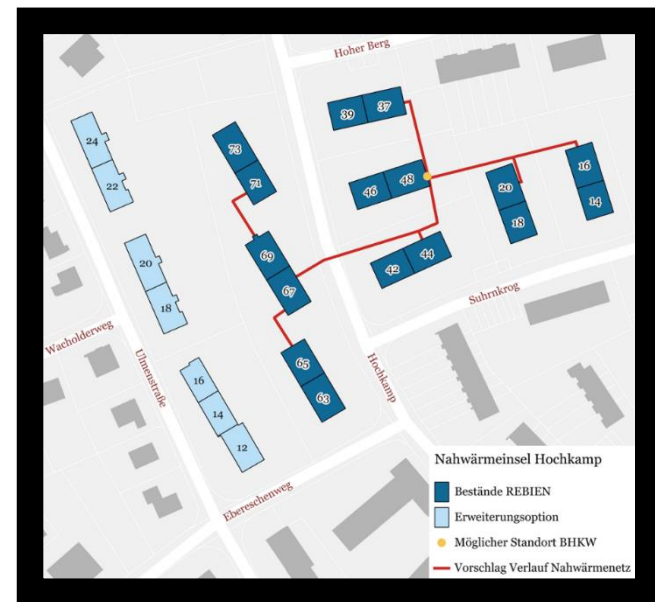 Hoher Berg
39 37
24
22
73
71
46 48
16
14
20
18
69
67
42 44
20
18
Suhrnkrog
Wacholderweg
Ulmenstraße
Hochkamp
65
63
16
14
12
Ebereschenweg
Nahwärmeinsel Hochkamp
Bestände REBIEN
Erweiterungsoption
Möglicher Standort BHKW
Vorschlag Verlauf Nahwärmenetz